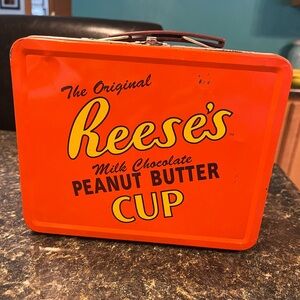 The Original
Reese's
Milk Chocolate
PEANUT BUTTER
CUP